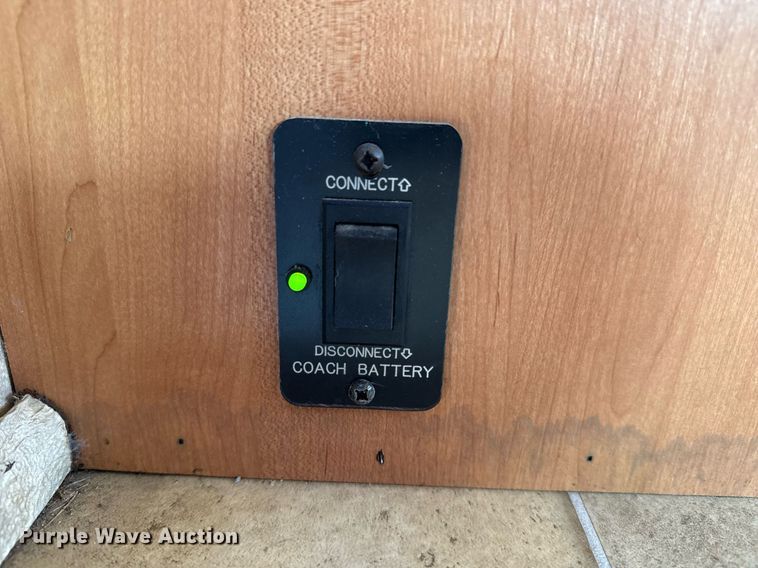 CONNECT⇧
DISCONNECT⇩
COACH BATTERY
Purple Wave Auction